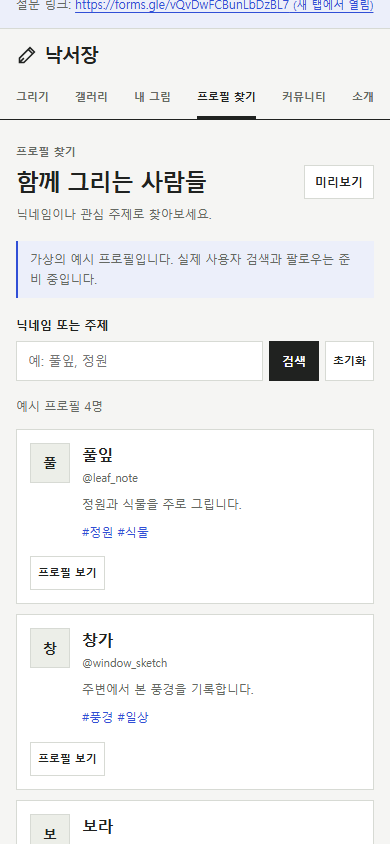 설문 링크: https://forms.gle/vQvDwFCBunLbDzBL7 (새 탭에서 열림)
낙서장
그리기 갤러리 내 그림 프로필 찾기 커뮤니티 소개
프로필 찾기
함께 그리는 사람들
미리보기
닉네임이나 관심 주제로 찾아보세요.
가상의 예시 프로필입니다. 실제 사용자 검색과 팔로우는 준
비 중입니다.
닉네임 또는 주제
예: 풀잎, 정원 검색 초기화
예시 프로필 4명
풀 풀잎
@leaf_note
정원과 식물을 주로 그립니다.
#정원 #식물
프로필 보기
창 창가
@window_sketch
주변에서 본 풍경을 기록합니다.
#풍경 #일상
프로필 보기
보 보라